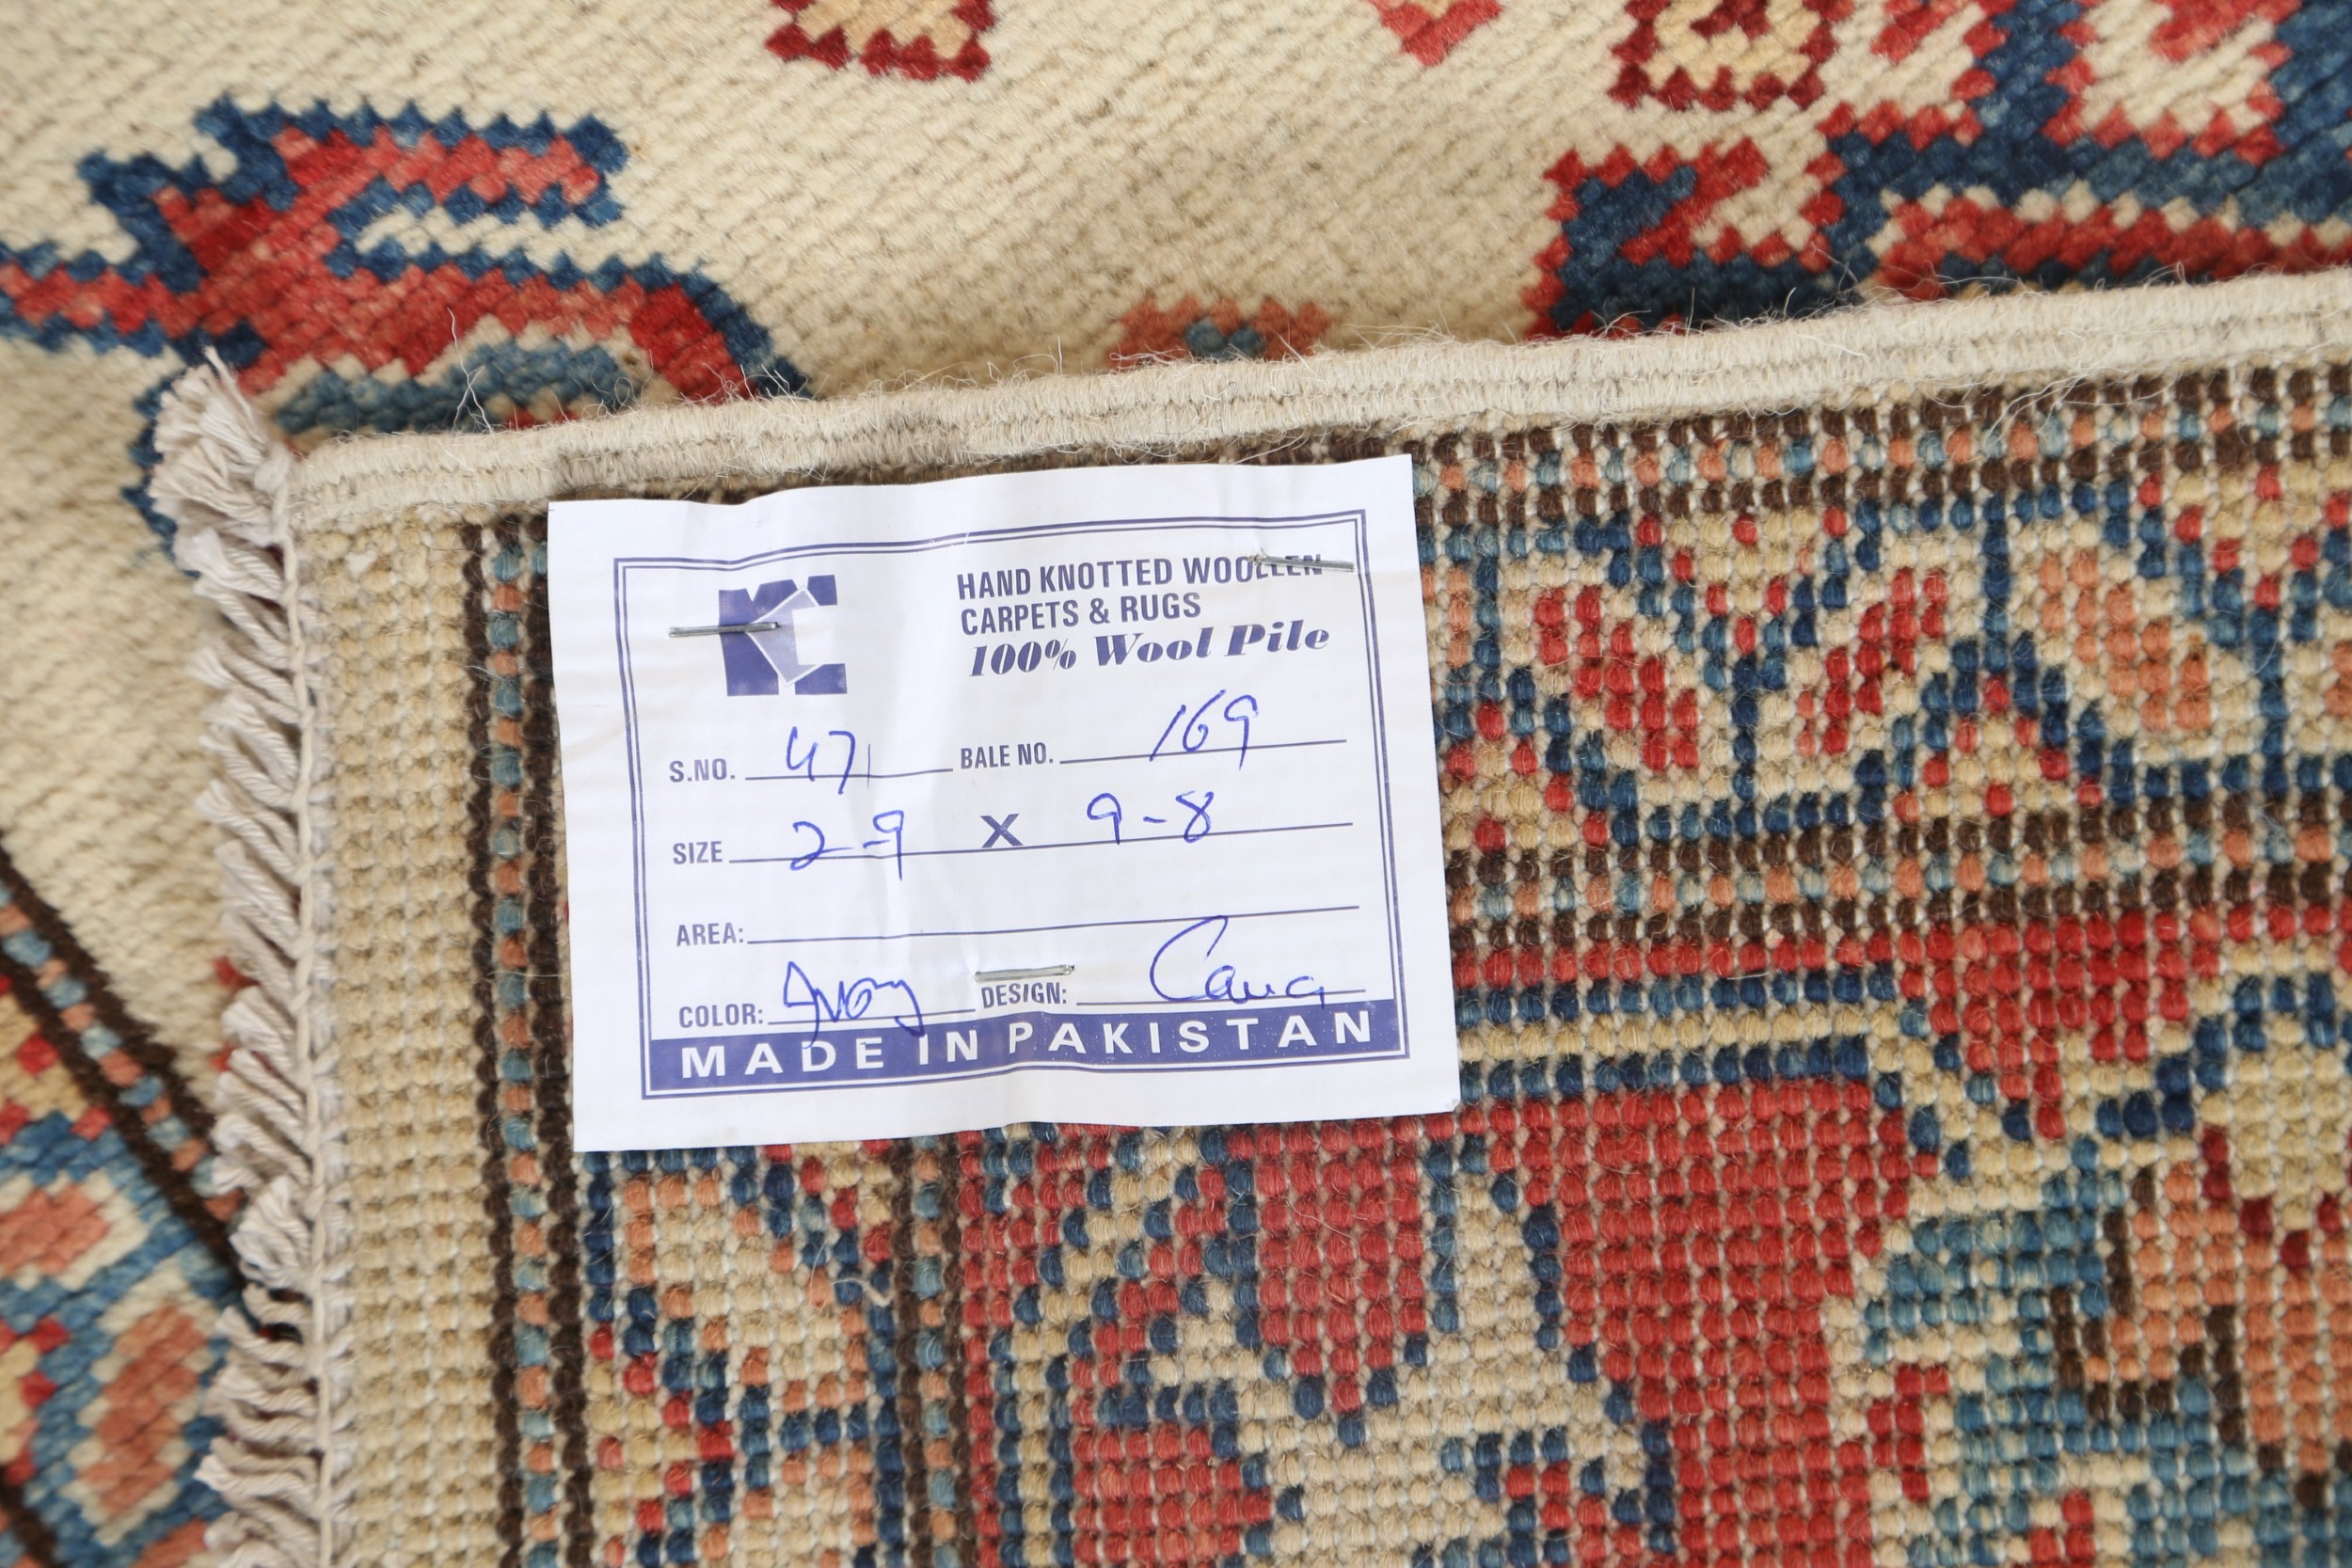 KC
HAND KNOTTED WOOLLEN
CARPETS & RUGS
100% Wool Pile
S.NO. 471 BALE NO. 169
SIZE 2-9 X 9-8
AREA:
COLOR: Ivory DESIGN:
MADE IN PAKISTAN